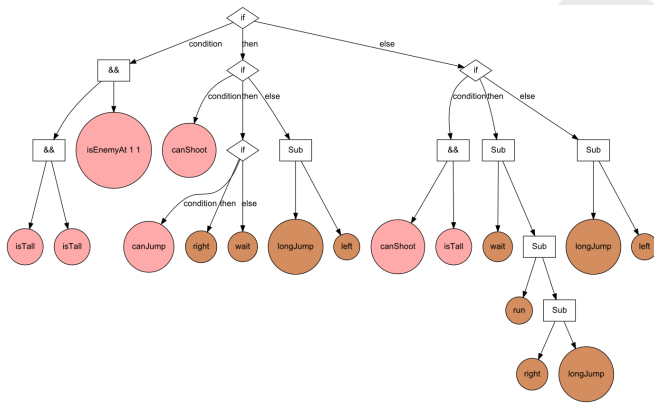 if
condition then else
&& if if
condition then else condition then else
&& isEnemyAt 1 1 canShoot if Sub && Sub Sub
condition then else
isTall isTall canJump right wait longJump left canShoot isTall wait Sub longJump left
run Sub
right longJump